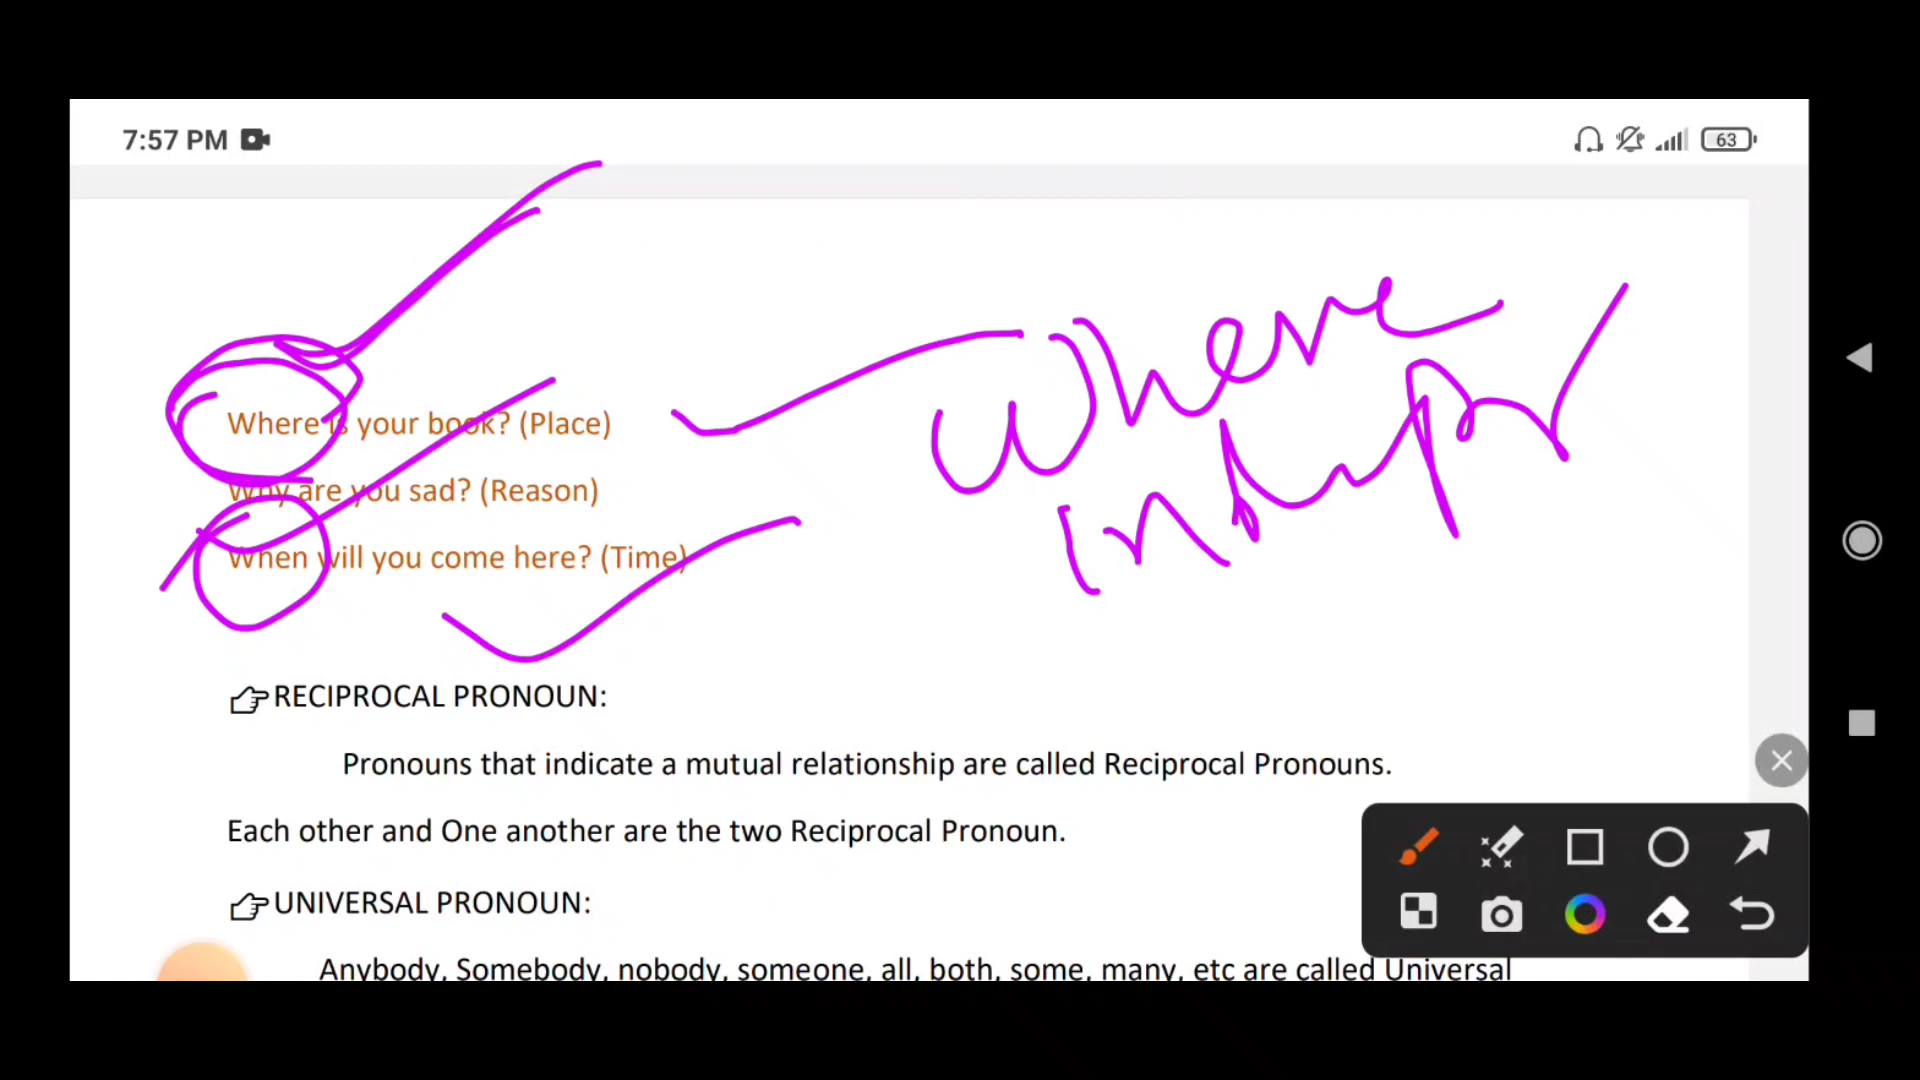 7:57 PM
63
Where
Where is your book? (Place)
Why are you sad? (Reason)
When will you come here? (Time)
RECIPROCAL PRONOUN:
Pronouns that indicate a mutual relationship are called Reciprocal Pronouns.
Each other and One another are the two Reciprocal Pronoun.
UNIVERSAL PRONOUN:
Anybody, Somebody, nobody, someone, all, both, some, many, etc are called Universal